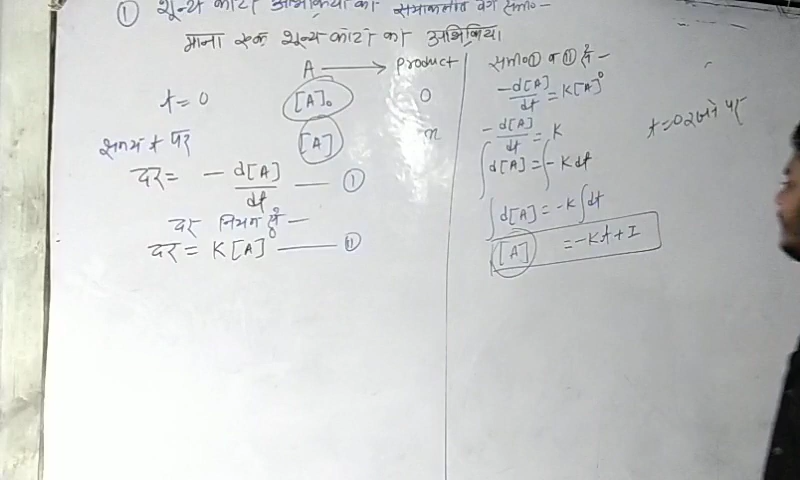 ① शून्य कोटी अभिक्रिया का समाकलित वेग समी०-
माना एक शून्य कोटी का अभिक्रिया
A ⟶ product
t = 0 [A]₀ 0
समय t पर [A] x
दर = - d[A]/dt — ①
दर नियम से —
दर = K[A]⁰ — ⑪
समी० ① व ⑪ से -
-d[A]/dt = K[A]⁰
-d[A]/dt = K
∫d[A] = ∫-K dt
∫d[A] = -K∫dt
[A] = -Kt + I
t = 0 रखने पर